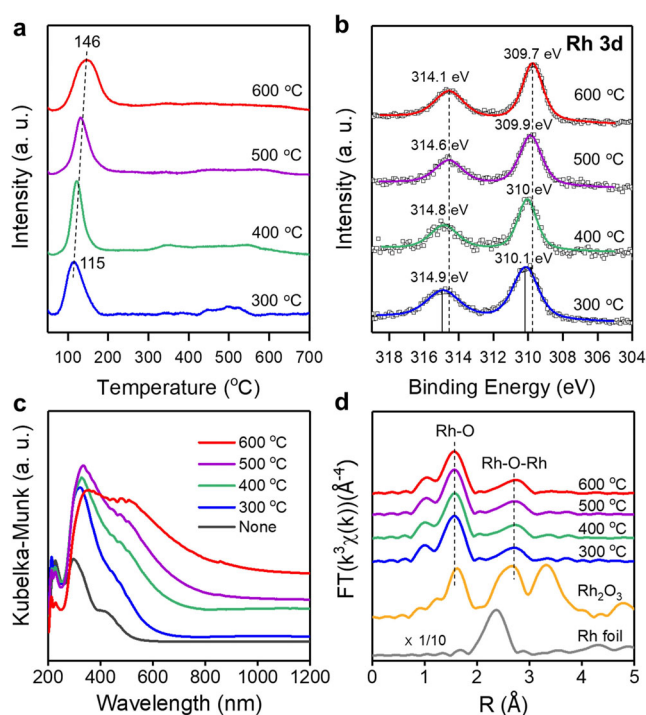 a
146
600 °C
500 °C
400 °C
115
300 °C
Intensity (a. u.)
100 200 300 400 500 600 700
Temperature (°C)
b
Rh 3d
309.7 eV
314.1 eV
600 °C
309.9 eV
314.6 eV
500 °C
310 eV
314.8 eV
400 °C
310.1 eV
314.9 eV
300 °C
Intensity (a. u.)
318 316 314 312 310 308 306 304
Binding Energy (eV)
c
600 °C
500 °C
400 °C
300 °C
None
Kubelka-Munk (a. u.)
200 400 600 800 1000 1200
Wavelength (nm)
d
Rh-O
Rh-O-Rh
600 °C
500 °C
400 °C
300 °C
Rh2O3
x 1/10
Rh foil
FT(k³χ(k))(Å-4)
0 1 2 3 4 5
R (Å)